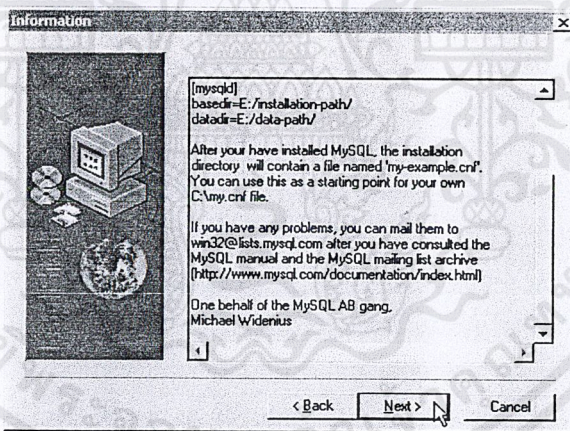 Information
[mysqld]
basedir=E:/installation-path/
datadir=E:/data-path/
After your have installed MySQL, the installation
directory will contain a file named 'my-example.cnf'.
You can use this as a starting point for your own
C:\my.cnf file.
If you have any problems, you can mail them to
win32@lists.mysql.com after you have consulted the
MySQL manual and the MySQL mailing list archive
(http://www.mysql.com/documentation/index.html)
One behalf of the MySQL AB gang,
Michael Widenius
< Back
Next >
Cancel